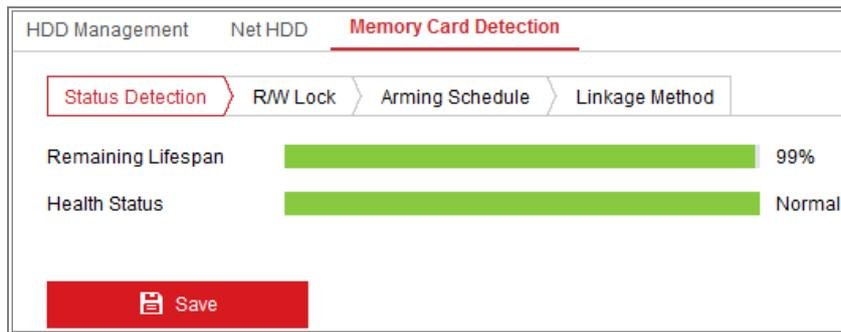 HDD Management Net HDD Memory Card Detection
Status Detection R/W Lock Arming Schedule Linkage Method
Remaining Lifespan 99%
Health Status Normal
Save